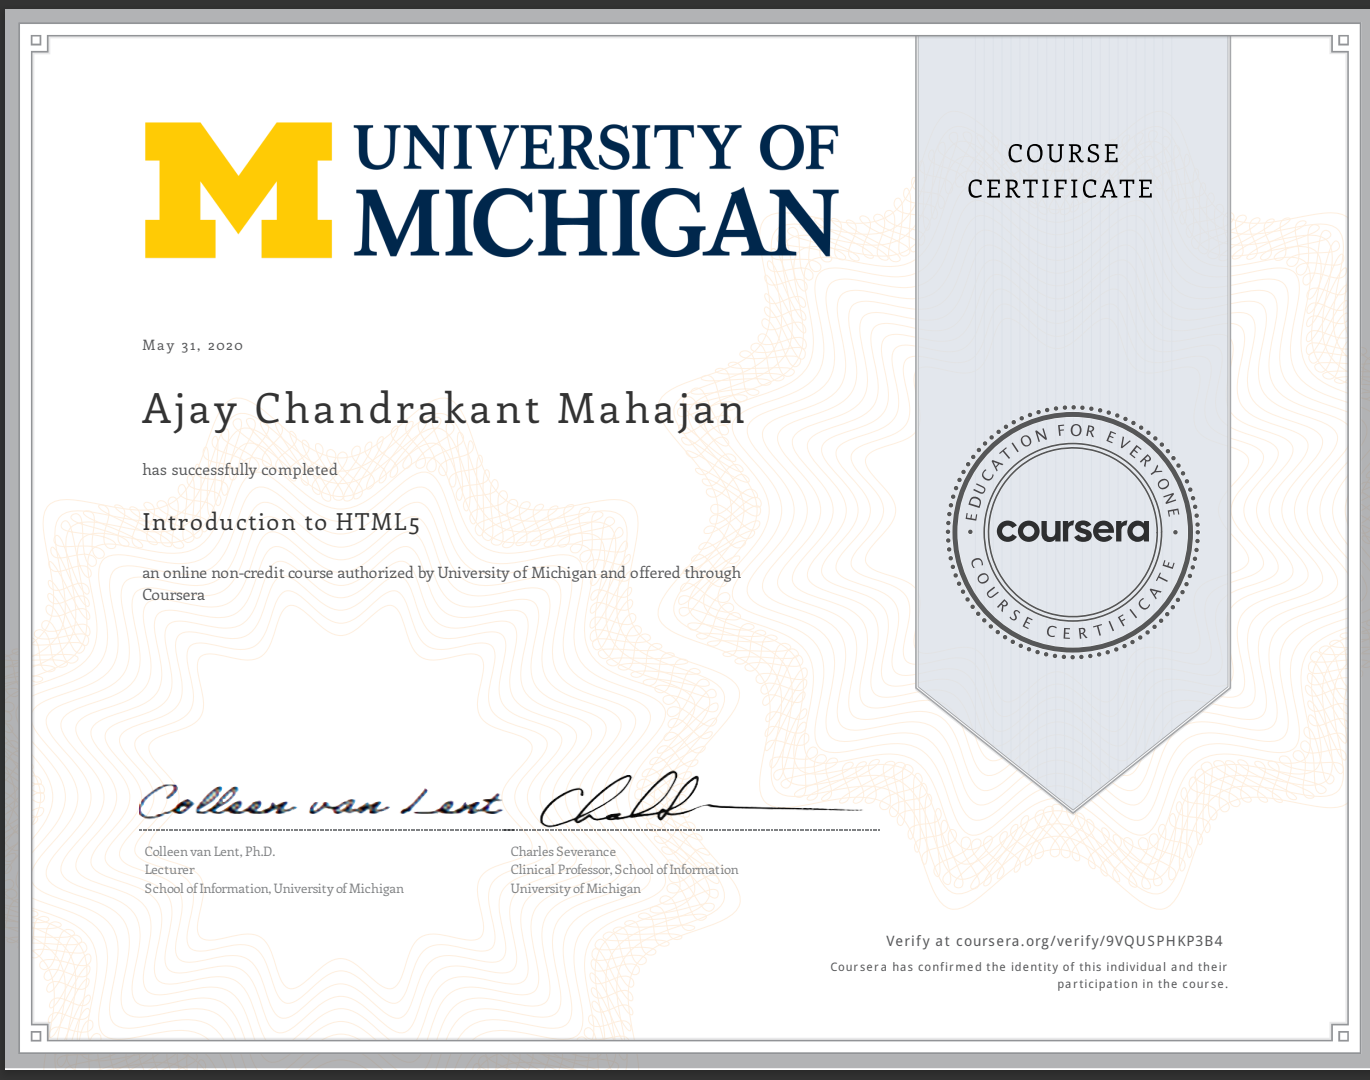 UNIVERSITY OF
MICHIGAN
COURSE
CERTIFICATE
May 31, 2020
Ajay Chandrakant Mahajan
has successfully completed
Introduction to HTML5
an online non-credit course authorized by University of Michigan and offered through
Coursera
EDUCATION FOR EVERYONE
coursera
COURSE CERTIFICATE
Colleen van Lent
Colleen van Lent, Ph.D.
Lecturer
School of Information, University of Michigan
Charles Severance
Clinical Professor, School of Information
University of Michigan
Verify at coursera.org/verify/9VQUSPHKP3B4
Coursera has confirmed the identity of this individual and their
participation in the course.